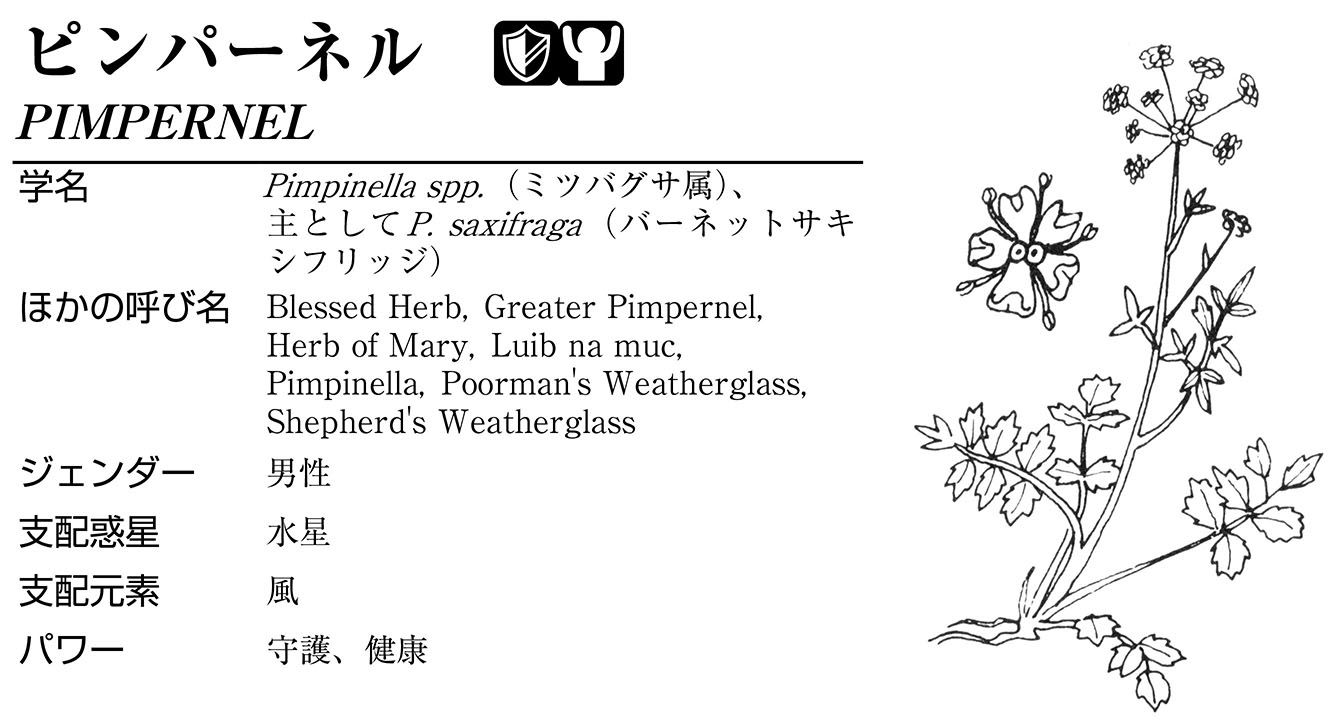 ピンパーネル
PIMPERNEL
学名 Pimpinella spp.（ミツバグサ属）、
主としてP. saxifraga（バーネットサキ
シフリッジ）
ほかの呼び名 Blessed Herb, Greater Pimpernel,
Herb of Mary, Luib na muc,
Pimpinella, Poorman's Weatherglass,
Shepherd's Weatherglass
ジェンダー 男性
支配惑星 水星
支配元素 風
パワー 守護、健康